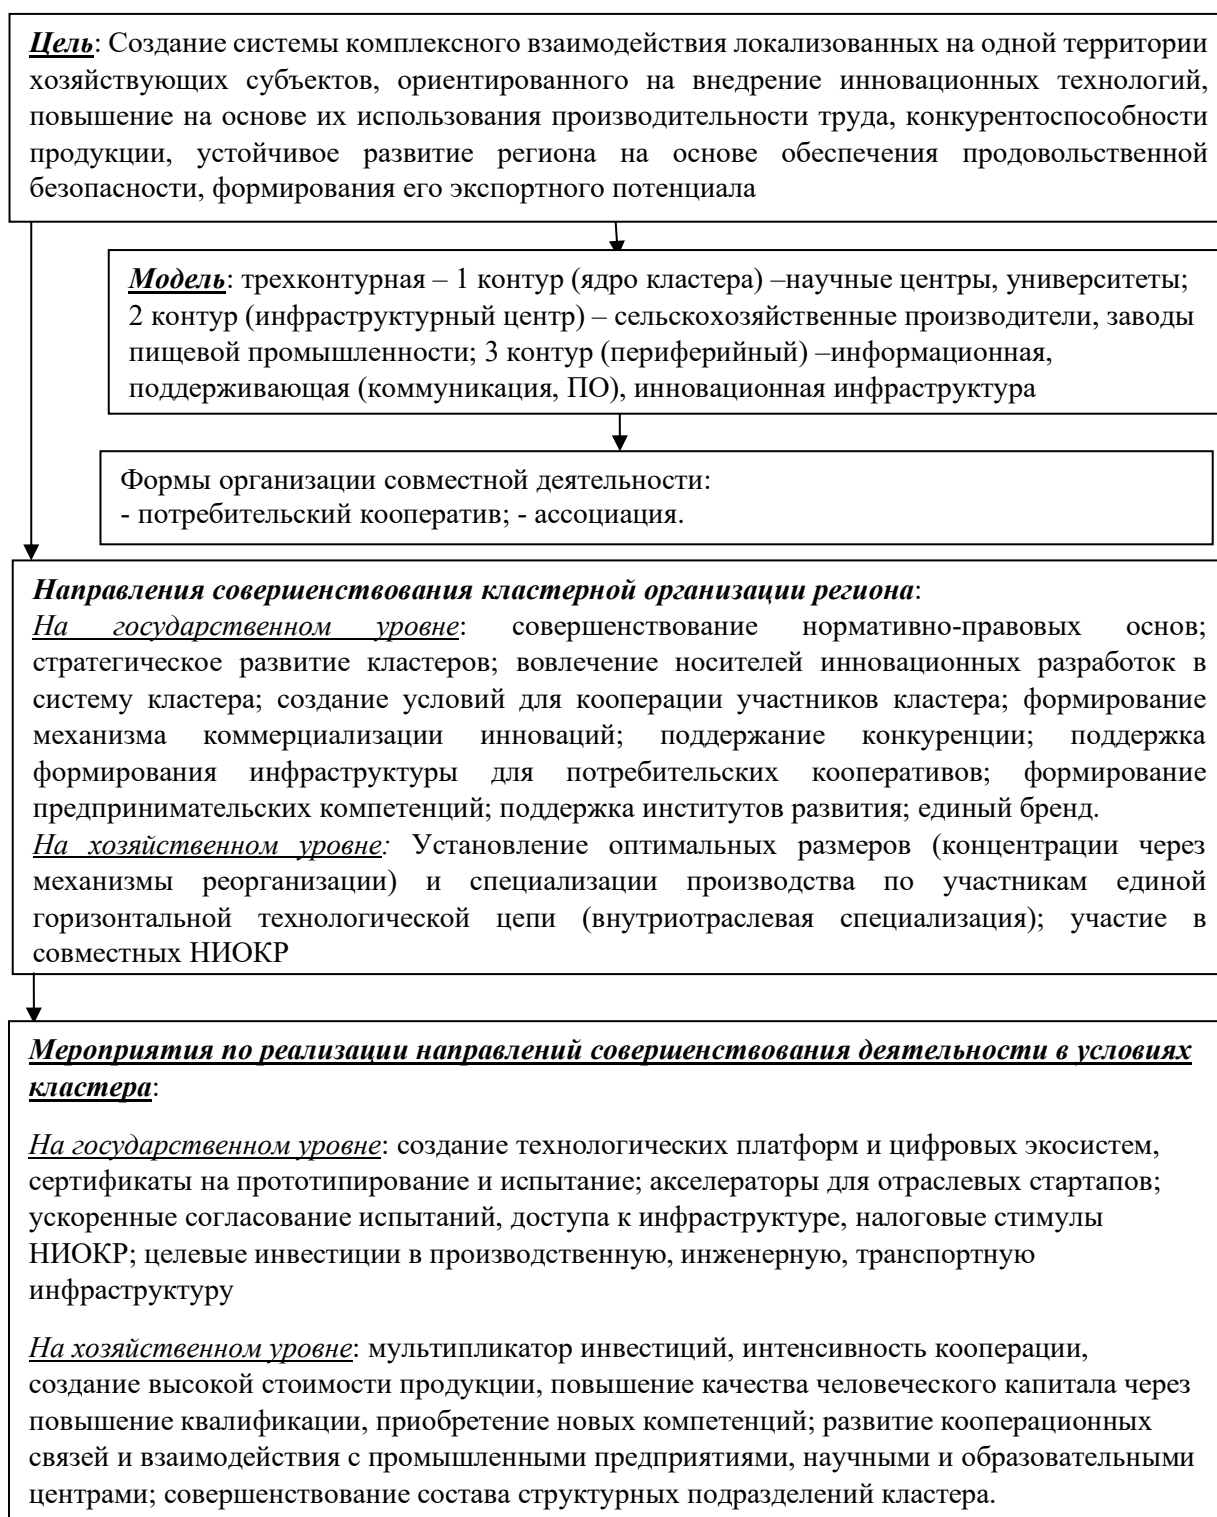 Цель: Создание системы комплексного взаимодействия локализованных на одной территории
хозяйствующих субъектов, ориентированного на внедрение инновационных технологий,
повышение на основе их использования производительности труда, конкурентоспособности
продукции, устойчивое развитие региона на основе обеспечения продовольственной
безопасности, формирования его экспортного потенциала
Модель: трехконтурная – 1 контур (ядро кластера) –научные центры, университеты;
2 контур (инфраструктурный центр) – сельскохозяйственные производители, заводы
пищевой промышленности; 3 контур (периферийный) –информационная,
поддерживающая (коммуникация, ПО), инновационная инфраструктура
Формы организации совместной деятельности:
- потребительский кооператив; - ассоциация.
Направления совершенствования кластерной организации региона:
На государственном уровне: совершенствование нормативно-правовых основ;
стратегическое развитие кластеров; вовлечение носителей инновационных разработок в
систему кластера; создание условий для кооперации участников кластера; формирование
механизма коммерциализации инноваций; поддержание конкуренции; поддержка
формирования инфраструктуры для потребительских кооперативов; формирование
предпринимательских компетенций; поддержка институтов развития; единый бренд.
На хозяйственном уровне: Установление оптимальных размеров (концентрации через
механизмы реорганизации) и специализации производства по участникам единой
горизонтальной технологической цепи (внутриотраслевая специализация); участие в
совместных НИОКР
Мероприятия по реализации направлений совершенствования деятельности в условиях
кластера:
На государственном уровне: создание технологических платформ и цифровых экосистем,
сертификаты на прототипирование и испытание; акселераторы для отраслевых стартапов;
ускоренные согласование испытаний, доступа к инфраструктуре, налоговые стимулы
НИОКР; целевые инвестиции в производственную, инженерную, транспортную
инфраструктуру
На хозяйственном уровне: мультипликатор инвестиций, интенсивность кооперации,
создание высокой стоимости продукции, повышение качества человеческого капитала через
повышение квалификации, приобретение новых компетенций; развитие кооперационных
связей и взаимодействия с промышленными предприятиями, научными и образовательными
центрами; совершенствование состава структурных подразделений кластера.